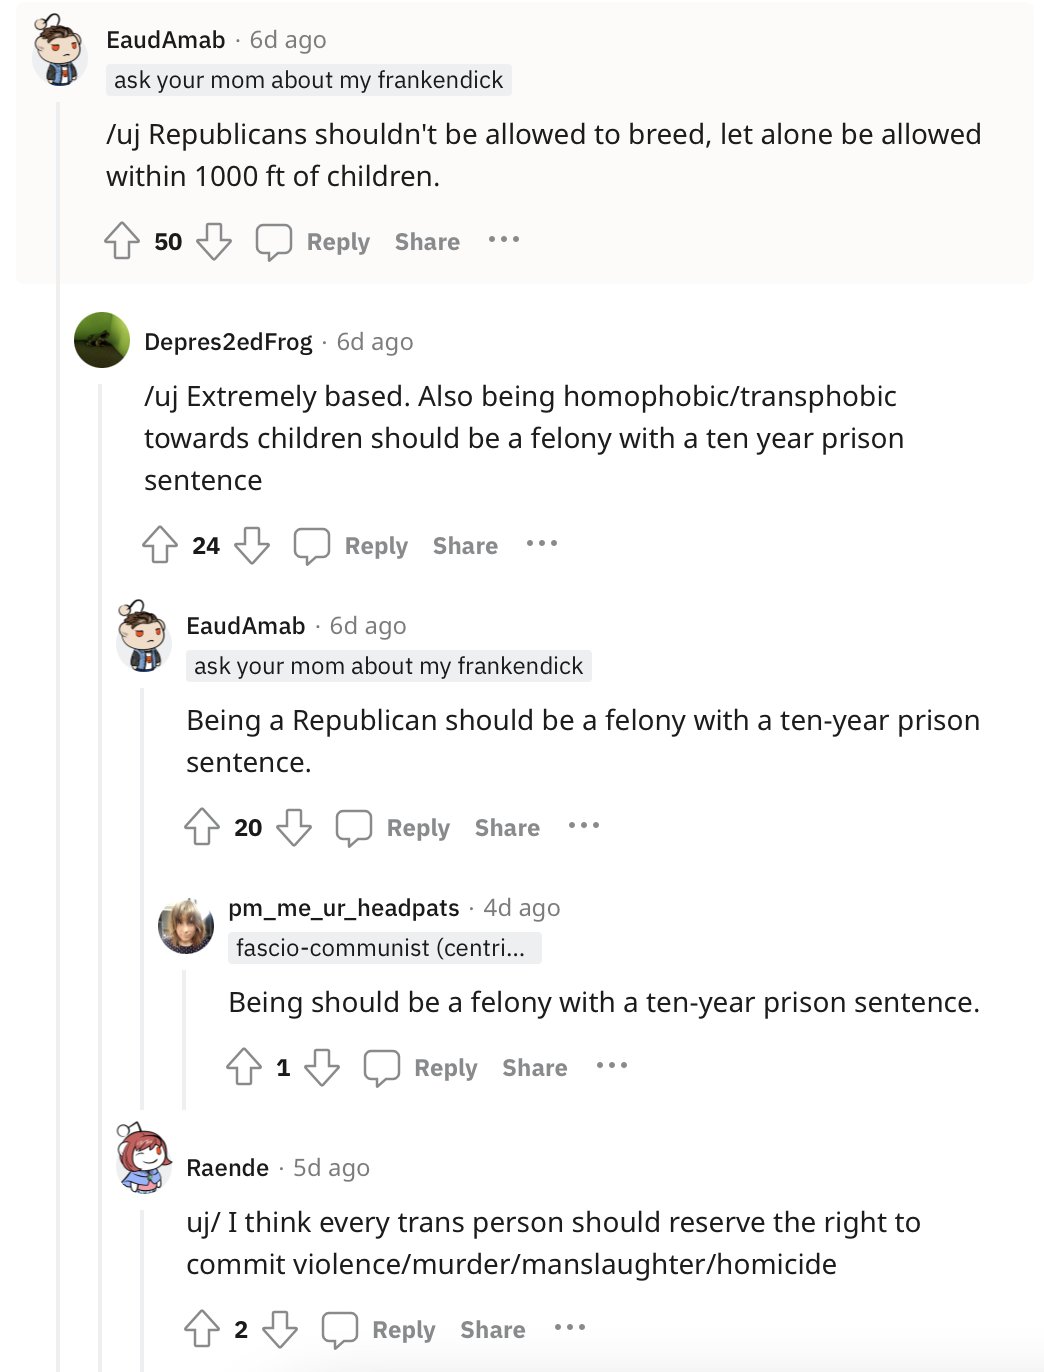 EaudAmab · 6d ago
ask your mom about my frankendick
/uj Republicans shouldn't be allowed to breed, let alone be allowed
within 1000 ft of children.
50 Reply Share ···
Depres2edFrog · 6d ago
/uj Extremely based. Also being homophobic/transphobic
towards children should be a felony with a ten year prison
sentence
24 Reply Share ···
EaudAmab · 6d ago
ask your mom about my frankendick
Being a Republican should be a felony with a ten-year prison
sentence.
20 Reply Share ···
pm_me_ur_headpats · 4d ago
fascio-communist (centri...
Being should be a felony with a ten-year prison sentence.
1 Reply Share ···
Raende · 5d ago
uj/ I think every trans person should reserve the right to
commit violence/murder/manslaughter/homicide
2 Reply Share ···